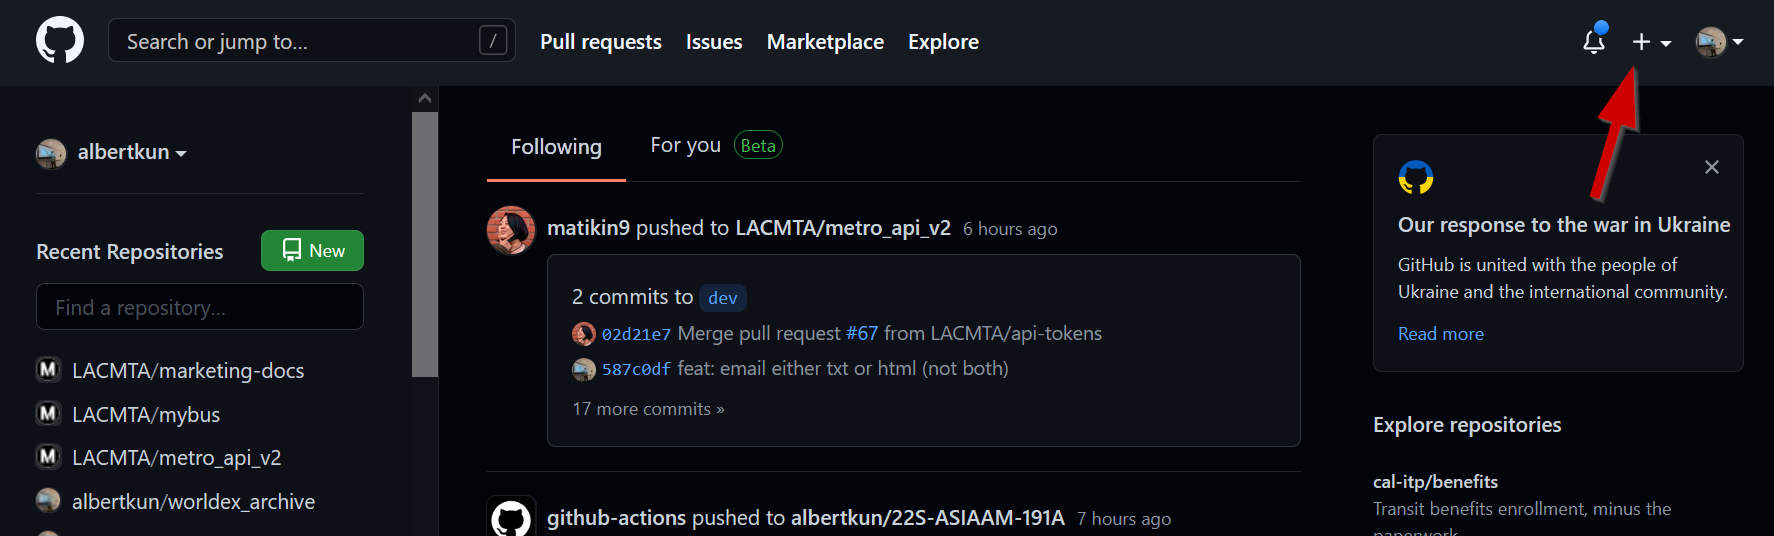 Search or jump to... /
Pull requests Issues Marketplace Explore
albertkun
Recent Repositories New
Find a repository...
LACMTA/marketing-docs
LACMTA/mybus
LACMTA/metro_api_v2
albertkun/worldex_archive
Following For you Beta
matikin9 pushed to LACMTA/metro_api_v2 6 hours ago
2 commits to dev
02d21e7 Merge pull request #67 from LACMTA/api-tokens
587c0df feat: email either txt or html (not both)
17 more commits »
github-actions pushed to albertkun/22S-ASIAAM-191A 7 hours ago
Our response to the war in Ukraine
GitHub is united with the people of
Ukraine and the international community.
Read more
Explore repositories
cal-itp/benefits
Transit benefits enrollment, minus the
paperwork